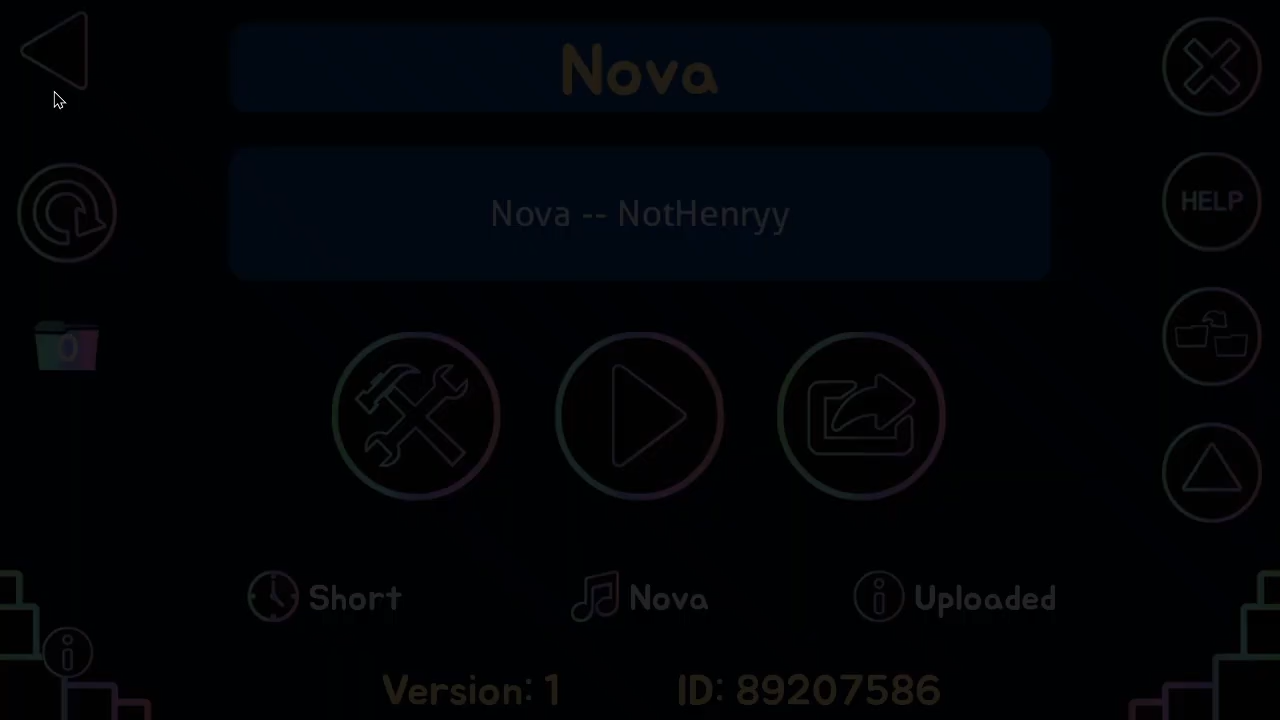 Nova
HELP
Nova -- NotHenryy
Short
Nova
Uploaded
Version: 1
ID: 89207586